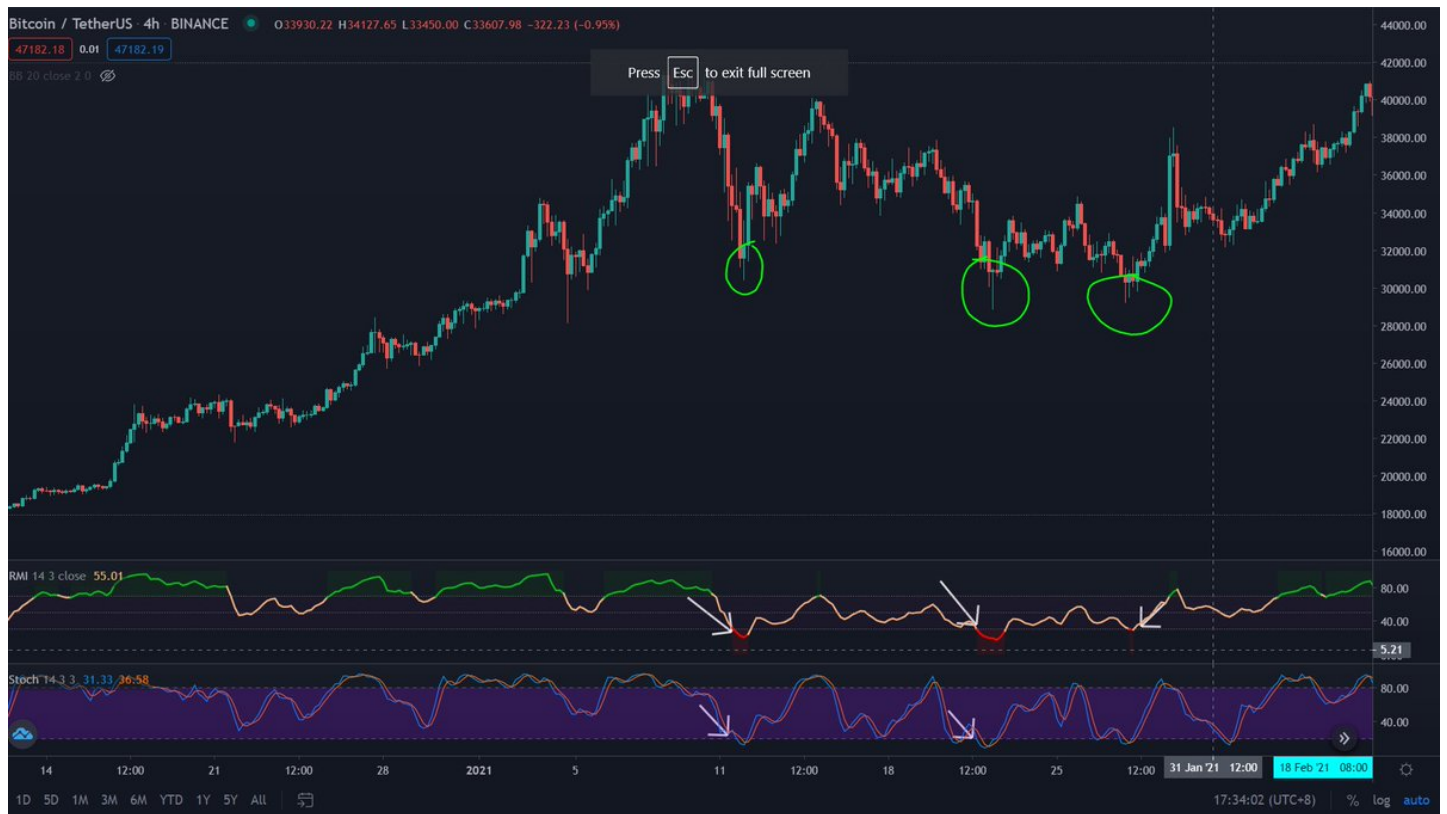 Bitcoin / TetherUS · 4h · BINANCE O33930.22 H34127.65 L33450.00 C33607.98 -322.23 (-0.95%)
47182.18 0.01 47182.19
BB 20 close 2 0
Press Esc to exit full screen
44000.00
42000.00
40000.00
38000.00
36000.00
34000.00
32000.00
30000.00
28000.00
26000.00
24000.00
22000.00
20000.00
18000.00
16000.00
RMI 14 3 close 55.01
80.00
40.00
5.21
Stoch 14 3 3 31.33 36.58
80.00
40.00
14 12:00 21 12:00 28 2021 5 11 12:00 18 12:00 25 12:00 31 Jan '21 12:00 18 Feb '21 08:00
1D 5D 1M 3M 6M YTD 1Y 5Y All 17:34:02 (UTC+8) % log auto